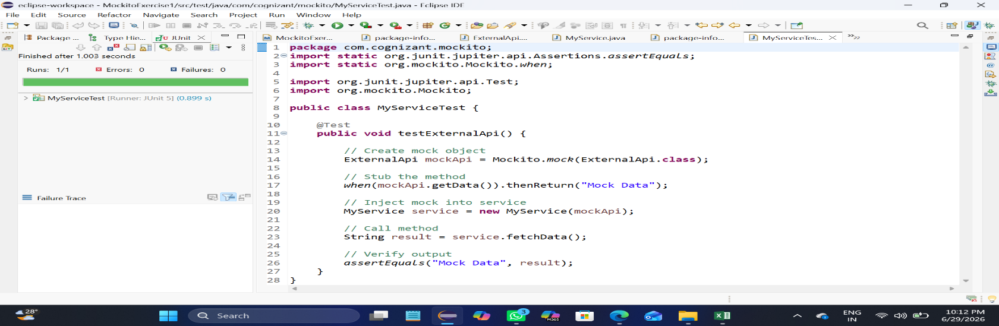 eclipse-workspace - MockitoExercise1/src/test/java/com/cognizant/mockito/MyServiceTest.java - Eclipse IDE
File Edit Source Refactor Navigate Search Project Run Window Help
Package ... Type Hie... JUnit
MockitoExer... package-info... ExternalApi.... MyService.java package-info... MyServiceTes...
Finished after 1.003 seconds
Runs: 1/1 Errors: 0 Failures: 0
MyServiceTest [Runner: JUnit 5] (0.899 s)
Failure Trace
1 package com.cognizant.mockito;
2 import static org.junit.jupiter.api.Assertions.assertEquals;
3 import static org.mockito.Mockito.when;
4
5 import org.junit.jupiter.api.Test;
6 import org.mockito.Mockito;
7
8 public class MyServiceTest {
9
10 @Test
11 public void testExternalApi() {
12
13 // Create mock object
14 ExternalApi mockApi = Mockito.mock(ExternalApi.class);
15
16 // Stub the method
17 when(mockApi.getData()).thenReturn("Mock Data");
18
19 // Inject mock into service
20 MyService service = new MyService(mockApi);
21
22 // Call method
23 String result = service.fetchData();
24
25 // Verify output
26 assertEquals("Mock Data", result);
27 }
28 }
28°
Search
3
M365
ENG
IN
10:12 PM
6/29/2026